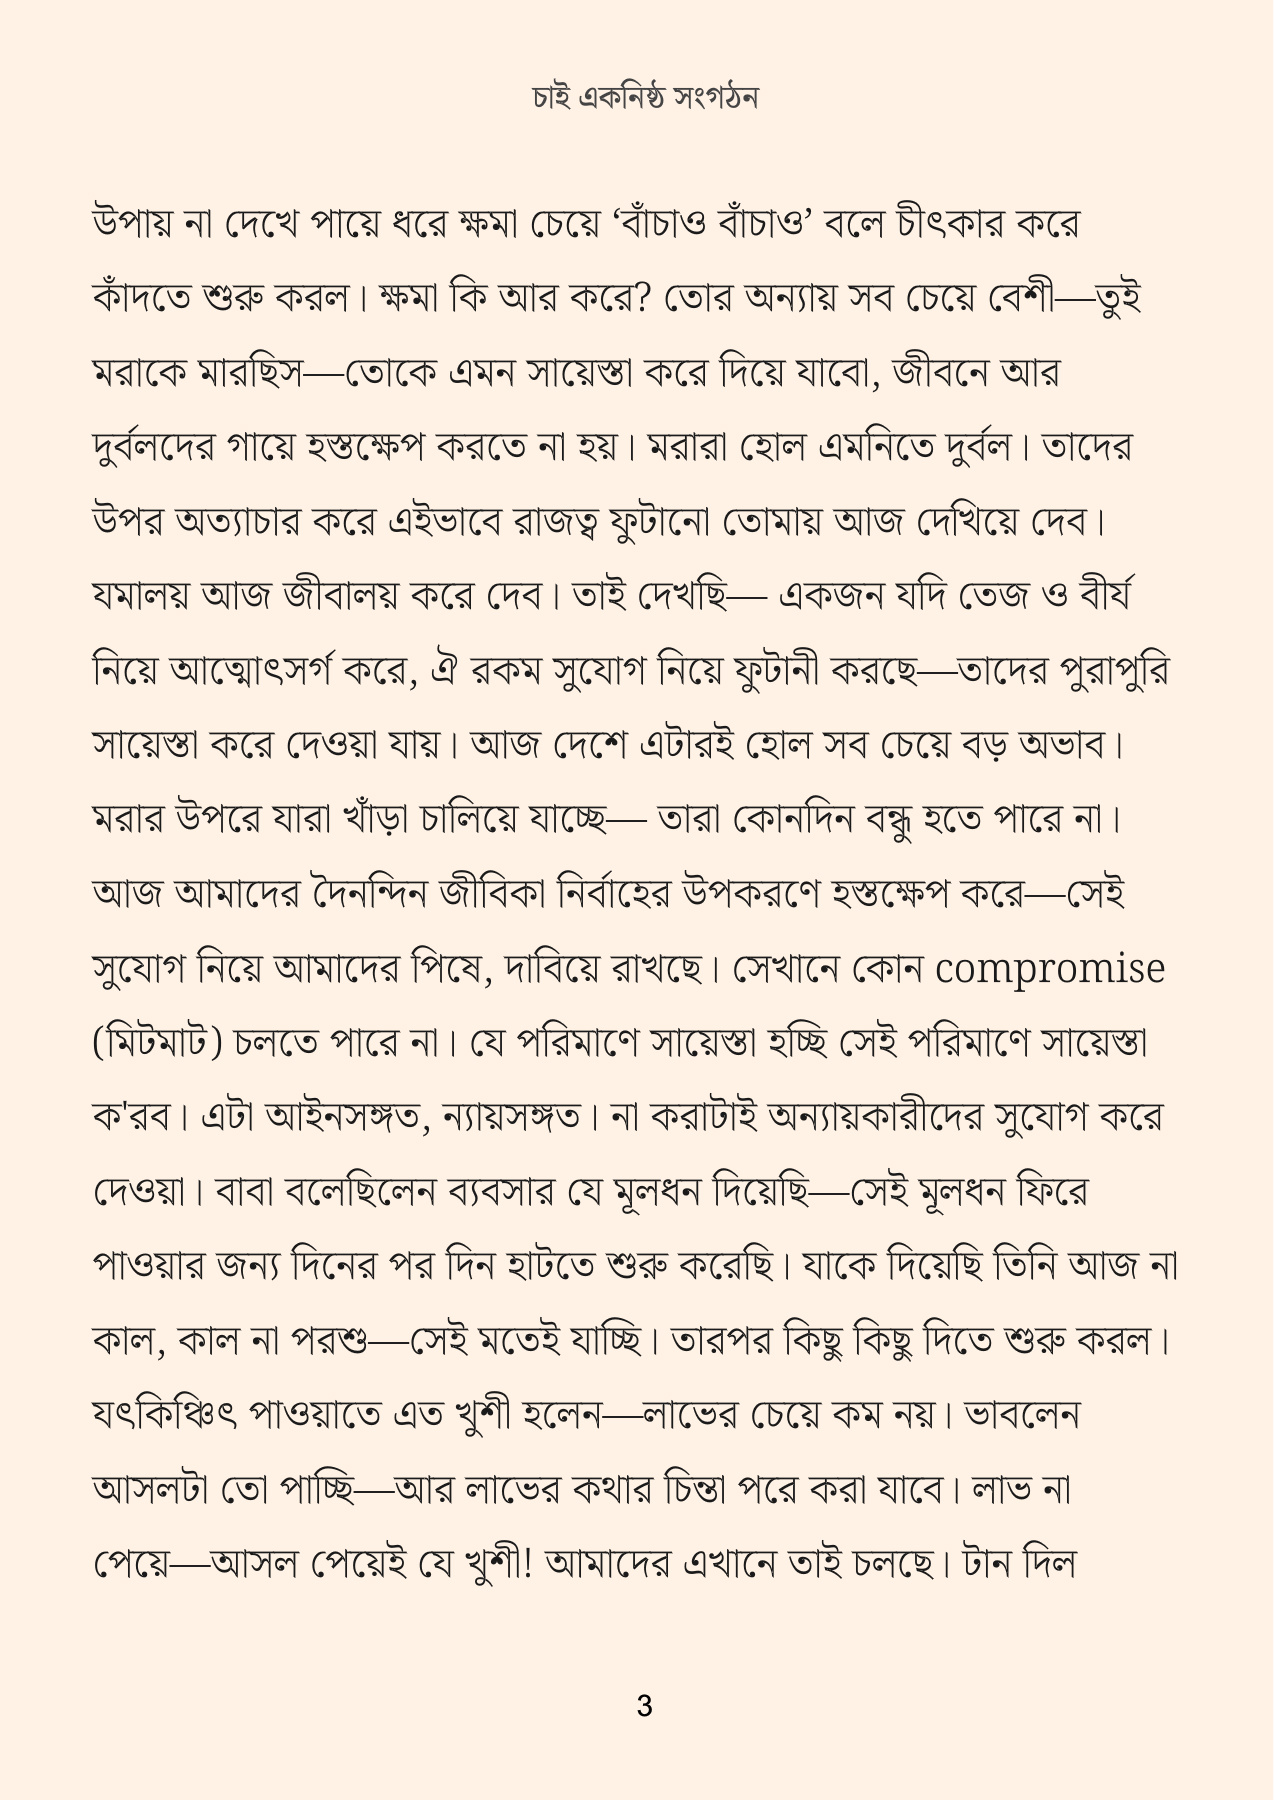 চাই একনিষ্ঠ সংগঠন
উপায় না দেখে পায়ে ধরে ক্ষমা চেয়ে ‘বাঁচাও বাঁচাও’ বলে চীৎকার করে
কাঁদতে শুরু করল। ক্ষমা কি আর করে? তোর অন্যায় সব চেয়ে বেশী—তুই
মরাকে মারছিস—তোকে এমন সায়েস্তা করে দিয়ে যাবো, জীবনে আর
দুর্বলদের গায়ে হস্তক্ষেপ করতে না হয়। মরারা হোল এমনিতে দুর্বল। তাদের
উপর অত্যাচার করে এইভাবে রাজত্ব ফুটানো তোমায় আজ দেখিয়ে দেব।
যমালয় আজ জীবালয় করে দেব। তাই দেখছি— একজন যদি তেজ ও বীর্য
নিয়ে আত্মোৎসর্গ করে, ঐ রকম সুযোগ নিয়ে ফুটানী করছে—তাদের পুরাপুরি
সায়েস্তা করে দেওয়া যায়। আজ দেশে এটারই হোল সব চেয়ে বড় অভাব।
মরার উপরে যারা খাঁড়া চালিয়ে যাচ্ছে— তারা কোনদিন বন্ধু হতে পারে না।
আজ আমাদের দৈনন্দিন জীবিকা নির্বাহের উপকরণে হস্তক্ষেপ করে—সেই
সুযোগ নিয়ে আমাদের পিষে, দাবিয়ে রাখছে। সেখানে কোন compromise
(মিটমাট) চলতে পারে না। যে পরিমাণে সায়েস্তা হচ্ছি সেই পরিমাণে সায়েস্তা
ক'রব। এটা আইনসঙ্গত, ন্যায়সঙ্গত। না করাটাই অন্যায়কারীদের সুযোগ করে
দেওয়া। বাবা বলেছিলেন ব্যবসার যে মূলধন দিয়েছি—সেই মূলধন ফিরে
পাওয়ার জন্য দিনের পর দিন হাটতে শুরু করেছি। যাকে দিয়েছি তিনি আজ না
কাল, কাল না পরশু—সেই মতেই যাচ্ছি। তারপর কিছু কিছু দিতে শুরু করল।
যৎকিঞ্চিৎ পাওয়াতে এত খুশী হলেন—লাভের চেয়ে কম নয়। ভাবলেন
আসলটা তো পাচ্ছি—আর লাভের কথার চিন্তা পরে করা যাবে। লাভ না
পেয়ে—আসল পেয়েই যে খুশী! আমাদের এখানে তাই চলছে। টান দিল
3